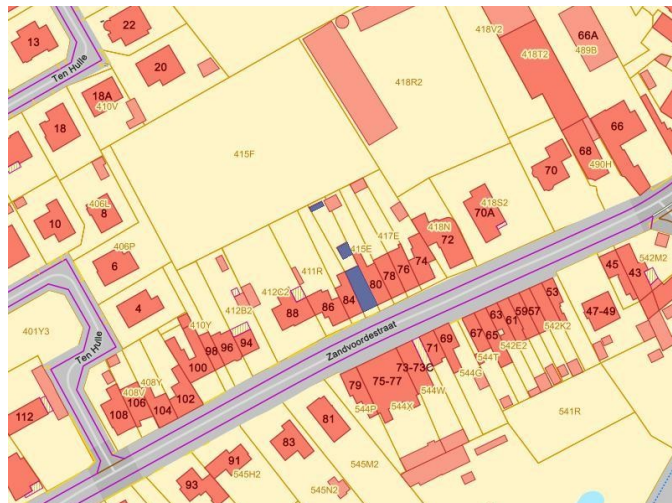 13
22
20
Ten Hulle
18A
410V
18
415F
418R2
418V2
418T2
66A
489B
66
68
490H
70
70A
418S2
10
406L
8
406P
6
4
401Y3
Ten Hulle
411R
412C2
412B2
415E
417E
418N
72
74
76
78
80
84
86
88
94
96
98
410Y
100
102
104
106
108
408V
408Y
112
Zandvoordestraat
542M2
45
43
47-49
53
5957
61
63
65
67
542K2
542E2
544T
69
71
73-73C
75-77
79
544G
544W
544X
544P
541R
81
83
91
93
545H2
545M2
545N2